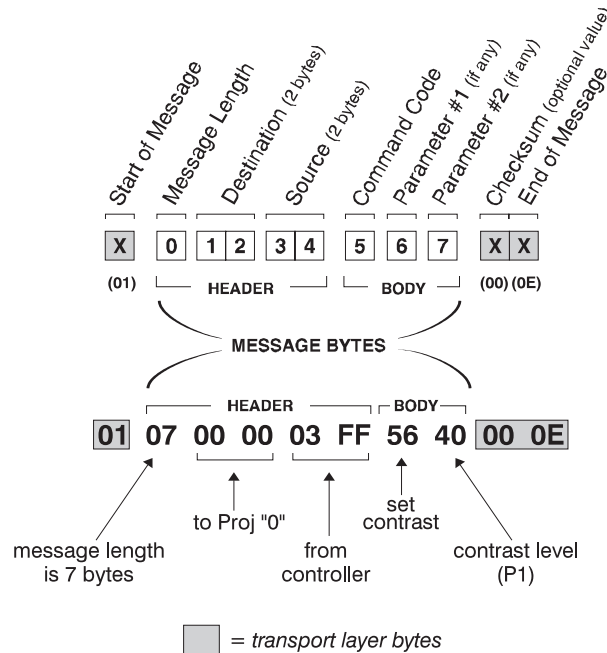 Start of Message
Message Length
Destination (2 bytes)
Source (2 bytes)
Command Code
Parameter #1 (if any)
Parameter #2 (if any)
Checksum (optional value)
End of Message
X 0 1 2 3 4 5 6 7 X X
(01) HEADER BODY (00) (0E)
MESSAGE BYTES
HEADER BODY
01 07 00 00 03 FF 56 40 00 0E
to Proj "0"
set
contrast
message length
is 7 bytes
from
controller
contrast level
(P1)
= transport layer bytes